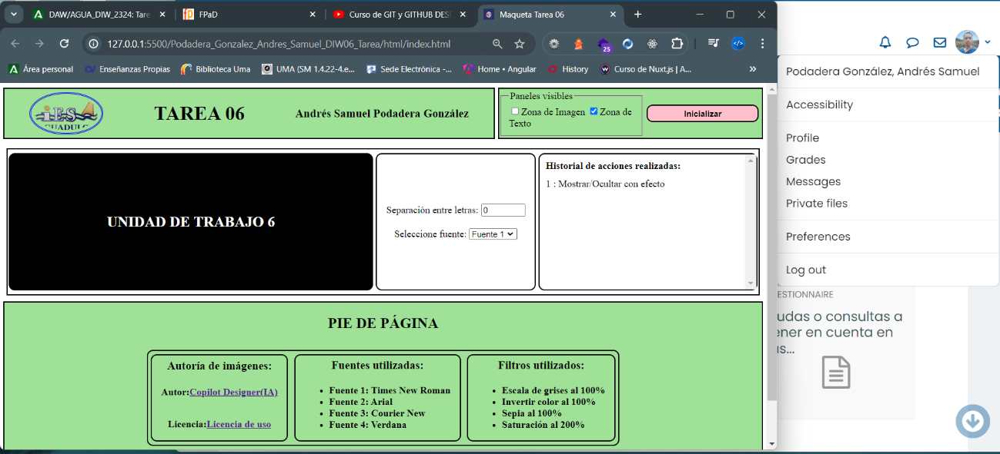 DAW/AGUA_DIW_2324: Tare
FPaD
Curso de GIT y GITHUB DESI
Maqueta Tarea 06
127.0.0.1:5500/Podadera_Gonzalez_Andres_Samuel_DIW06_Tarea/html/index.html
25
Área personal
Enseñanzas Propias
Biblioteca Uma
UMA (SM 1.4.22-4.e...
Sede Electrónica -...
Home • Angular
History
Curso de Nuxt.js | A...
»
iES
GUADULC
TAREA 06
Andrés Samuel Podadera González
Paneles visibles
Zona de Imagen Zona de
Texto
Inicializar
UNIDAD DE TRABAJO 6
Separación entre letras: 0
Seleccione fuente: Fuente 1
Historial de acciones realizadas:
1 : Mostrar/Ocultar con efecto
PIE DE PÁGINA
Autoría de imágenes:
Autor:Copilot Designer(IA)
Licencia:Licencia de uso
Fuentes utilizadas:
• Fuente 1: Times New Roman
• Fuente 2: Arial
• Fuente 3: Courier New
• Fuente 4: Verdana
Filtros utilizados:
• Escala de grises al 100%
• Invertir color al 100%
• Sepia al 100%
• Saturación al 200%
Podadera González, Andrés Samuel
Accessibility
Profile
Grades
Messages
Private files
Preferences
Log out
ESTIONNAIRE
udas o consultas a
ener en cuenta en
as...